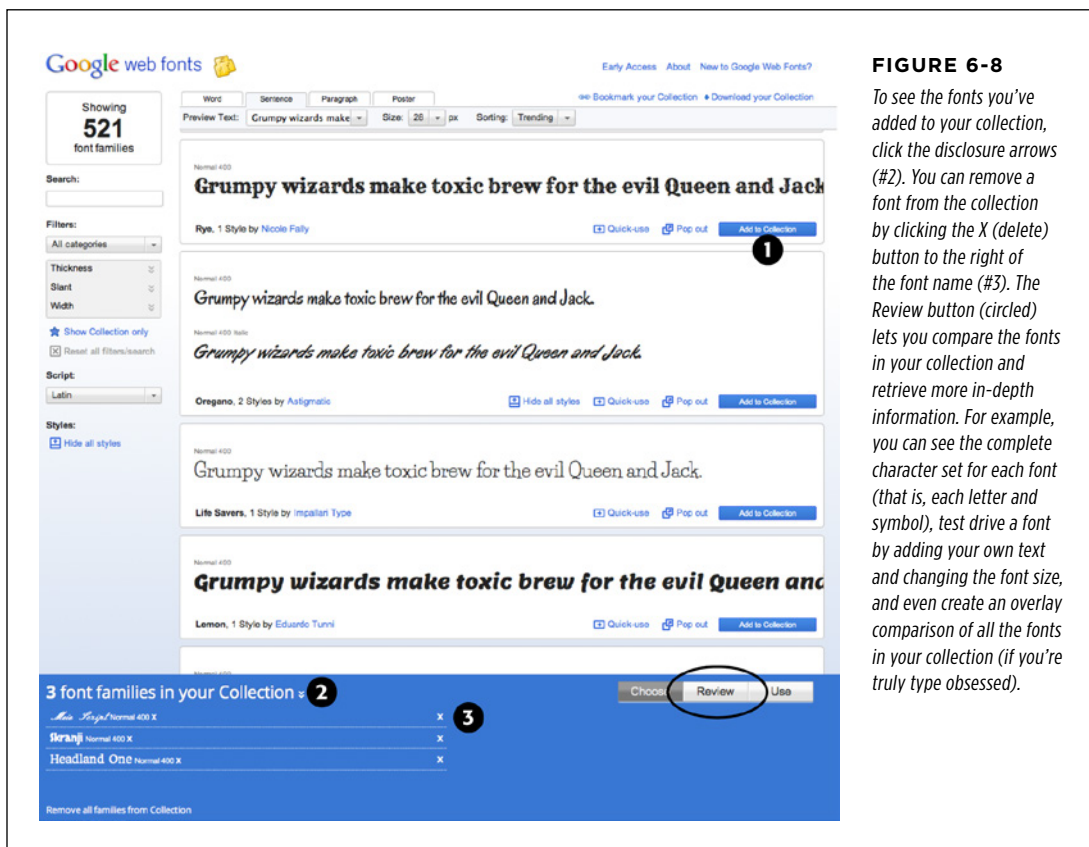 Google web fonts
Early Access About New to Google Web Fonts?
Showing
521
font families
Word Sentence Paragraph Poster
Bookmark your Collection Download your Collection
Preview Text: Grumpy wizards make Size: 28 px Sorting: Trending
Search:
Filters:
All categories
Thickness
Slant
Width
Show Collection only
Reset all filters/search
Script:
Latin
Styles:
Hide all styles
Normal 400
Grumpy wizards make toxic brew for the evil Queen and Jack
Rye, 1 Style by Nicole Fally
Quick-use Pop out Add to Collection
1
Normal 400
Grumpy wizards make toxic brew for the evil Queen and Jack.
Normal 400 Italic
Grumpy wizards make toxic brew for the evil Queen and Jack.
Oregano, 2 Styles by Astigmatic
Hide all styles Quick-use Pop out Add to Collection
Normal 400
Grumpy wizards make toxic brew for the evil Queen and Jack.
Life Savers, 1 Style by Impallari Type
Quick-use Pop out Add to Collection
Normal 400
Grumpy wizards make toxic brew for the evil Queen and
Lemon, 1 Style by Eduardo Tunni
Quick-use Pop out Add to Collection
Normal 400
3 font families in your Collection 2
Choose Review Use
Script Normal 400 X X 3
Skranji Normal 400 X X
Headland One Normal 400 X X
Remove all families from Collection
FIGURE 6-8
To see the fonts you've
added to your collection,
click the disclosure arrows
(#2). You can remove a
font from the collection
by clicking the X (delete)
button to the right of
the font name (#3). The
Review button (circled)
lets you compare the fonts
in your collection and
retrieve more in-depth
information. For example,
you can see the complete
character set for each font
(that is, each letter and
symbol), test drive a font
by adding your own text
and changing the font size,
and even create an overlay
comparison of all the fonts
in your collection (if you're
truly type obsessed).